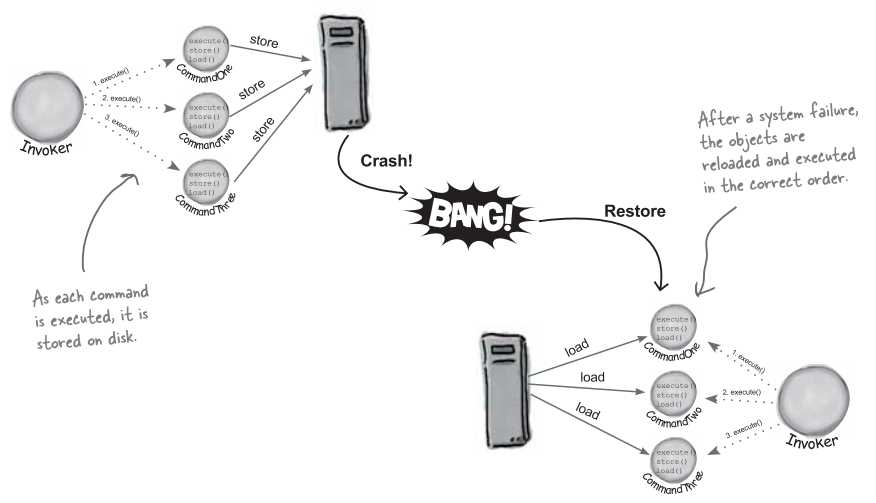 execute()
store()
load()
CommandOne
store
1. execute()
2. execute()
3. execute()
Invoker
execute()
store()
load()
CommandTwo
store
execute()
store()
load()
CommandThree
store
Crash!
BANG!
Restore
After a system failure,
the objects are
reloaded and executed
in the correct order.
As each command
is executed, it is
stored on disk.
execute()
store()
load()
CommandOne
load
1. execute()
execute()
store()
load()
CommandTwo
load
2. execute()
execute()
store()
load()
CommandThree
load
3. execute()
Invoker